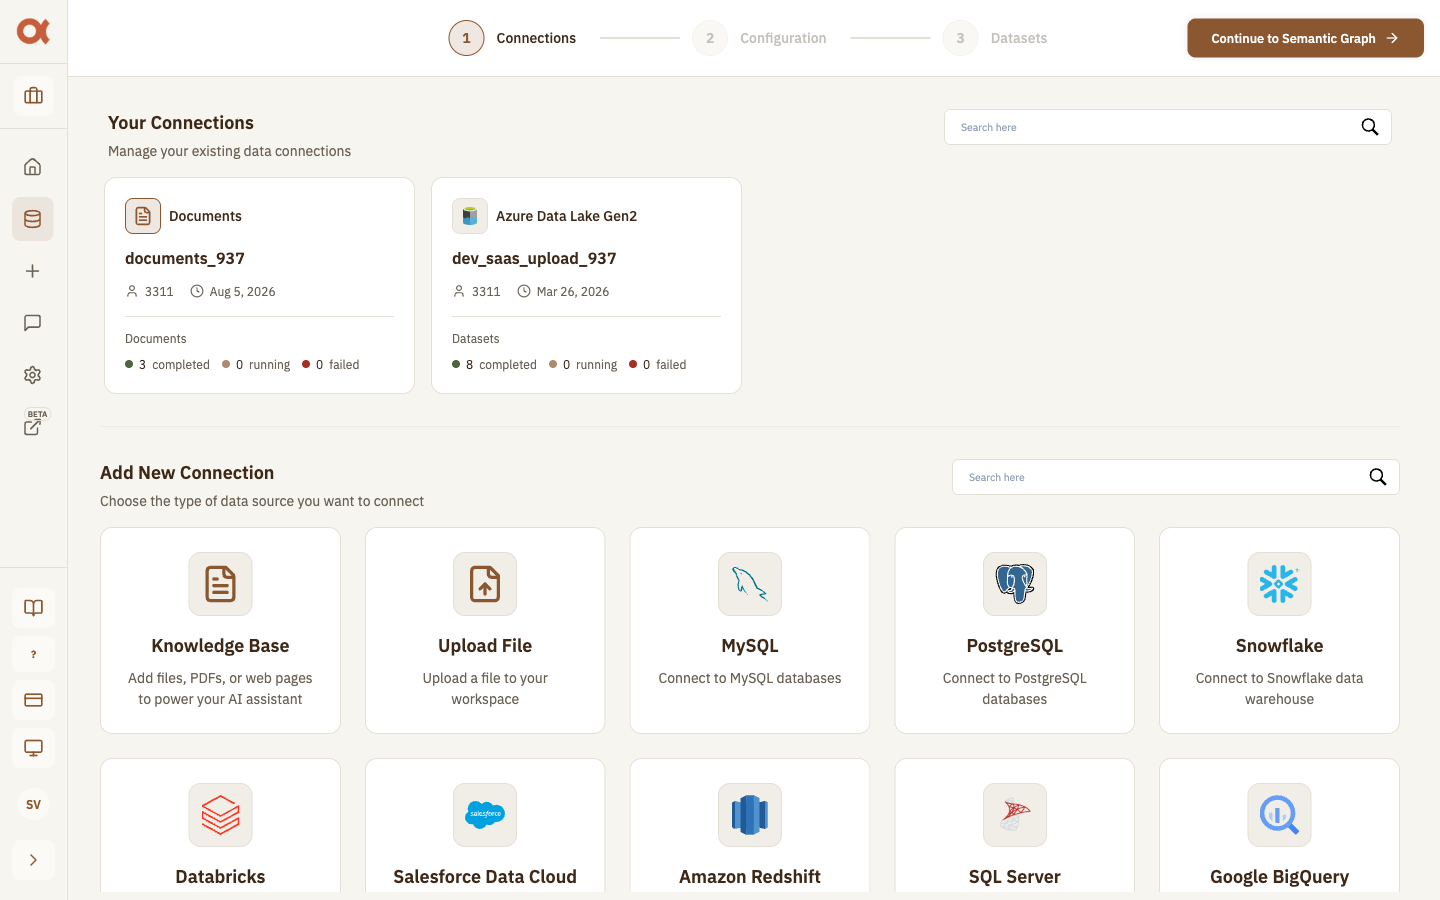 1
Connections
2
Configuration
3
Datasets
Continue to Semantic Graph
Your Connections
Manage your existing data connections
Search here
Documents
documents_937
3311
Aug 5, 2026
Documents
3 completed
0 running
0 failed
Azure Data Lake Gen2
dev_saas_upload_937
3311
Mar 26, 2026
Datasets
8 completed
0 running
0 failed
BETA
Add New Connection
Choose the type of data source you want to connect
Search here
Knowledge Base
Add files, PDFs, or web pages
to power your AI assistant
Upload File
Upload a file to your
workspace
MySQL
Connect to MySQL databases
PostgreSQL
Connect to PostgreSQL
databases
Snowflake
Connect to Snowflake data
warehouse
?
SV
Databricks
salesforce
Salesforce Data Cloud
Amazon Redshift
SQL Server
Google BigQuery